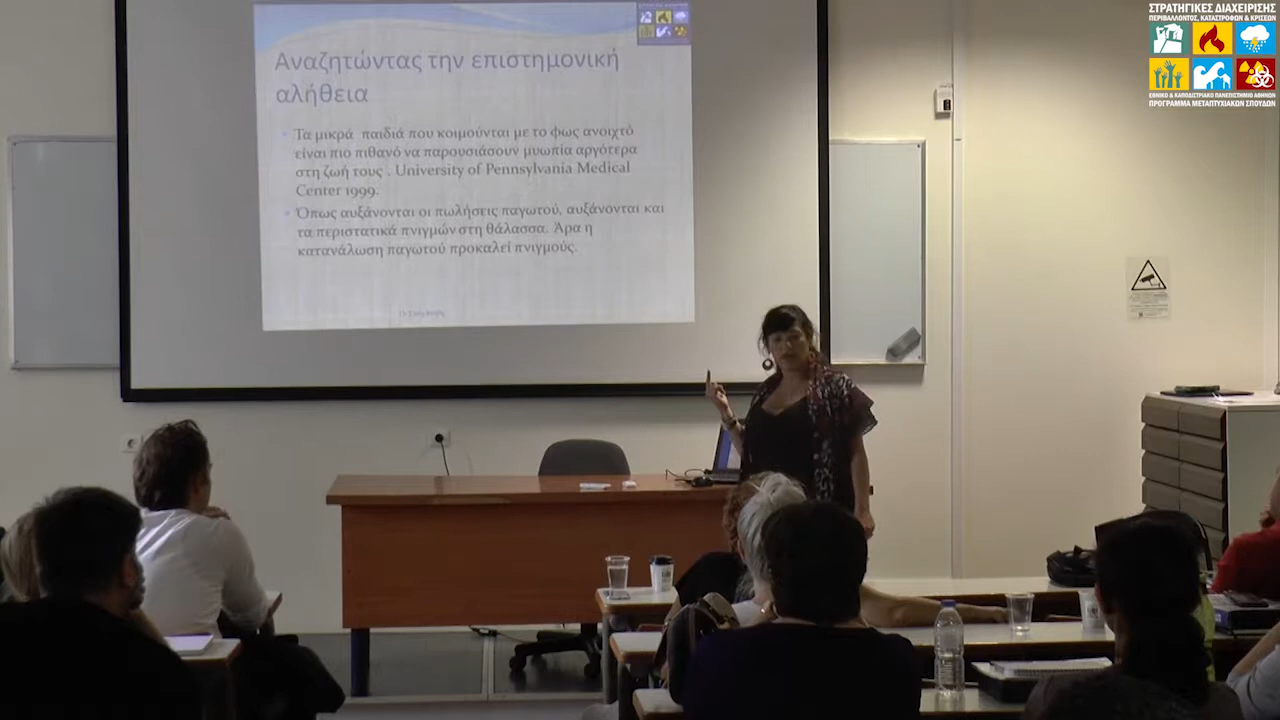 Αναζητώντας την επιστημονική
αλήθεια
Τα μικρά παιδιά που κοιμούνται με το φως ανοιχτό
είναι πιο πιθανό να παρουσιάσουν μυωπία αργότερα
στη ζωή τους . University of Pennsylvania Medical
Center 1999.
Όπως αυξάνονται οι πωλήσεις παγωτού, αυξάνονται και
τα περιστατικά πνιγμών στη θάλασσα. Άρα η
κατανάλωση παγωτού προκαλεί πνιγμούς.
ΣΤΡΑΤΗΓΙΚΕΣ ΔΙΑΧΕΙΡΙΣΗΣ
ΠΕΡΙΒΑΛΛΟΝΤΟΣ, ΚΑΤΑΣΤΡΟΦΩΝ & ΚΡΙΣΕΩΝ
ΕΘΝΙΚΟ & ΚΑΠΟΔΙΣΤΡΙΑΚΟ ΠΑΝΕΠΙΣΤΗΜΙΟ ΑΘΗΝΩΝ
ΠΡΟΓΡΑΜΜΑ ΜΕΤΑΠΤΥΧΙΑΚΩΝ ΣΠΟΥΔΩΝ